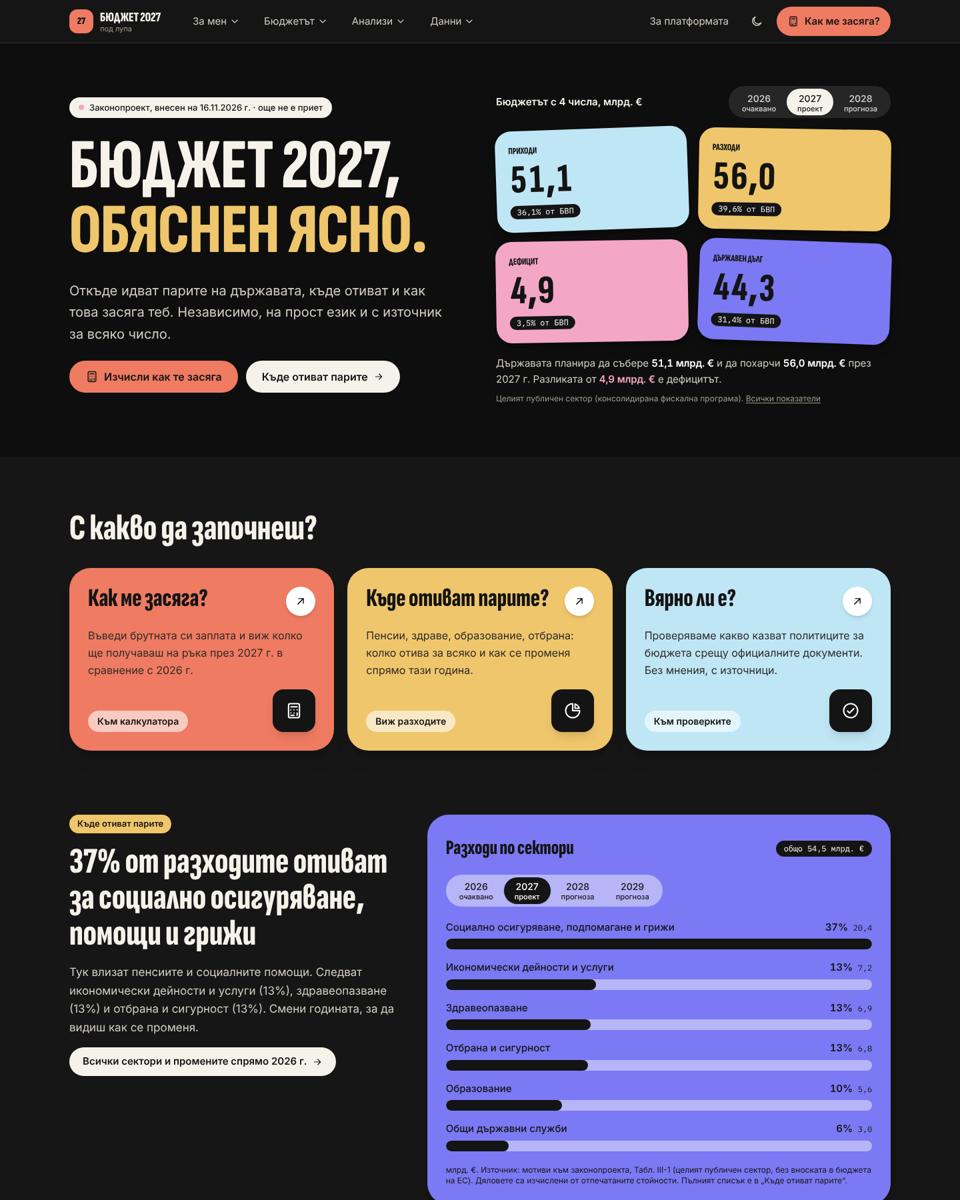 27
БЮДЖЕТ 2027
под лупа
За мен
Бюджетът
Анализи
Данни
За платформата
Как ме засяга?
Законопроект, внесен на 16.11.2026 г. · още не е приет
БЮДЖЕТ 2027,
ОБЯСНЕН ЯСНО.
Откъде идват парите на държавата, къде отиват и как
това засяга теб. Независимо, на прост език и с източник
за всяко число.
Изчисли как те засяга
Къде отиват парите →
Бюджетът с 4 числа, млрд. €
2026
очаквано
2027
проект
2028
прогноза
ПРИХОДИ
51,1
36,1% от БВП
РАЗХОДИ
56,0
39,6% от БВП
ДЕФИЦИТ
4,9
3,5% от БВП
ДЪРЖАВЕН ДЪЛГ
44,3
31,4% от БВП
Държавата планира да събере 51,1 млрд. € и да похарчи 56,0 млрд. € през
2027 г. Разликата от 4,9 млрд. € е дефицитът.
Целият публичен сектор (консолидирана фискална програма). Всички показатели
С какво да започнеш?
Как ме засяга?
Въведи брутната си заплата и виж колко
ще получаваш на ръка през 2027 г. в
сравнение с 2026 г.
Към калкулатора
Къде отиват парите?
Пенсии, здраве, образование, отбрана:
колко отива за всяко и как се променя
спрямо тази година.
Виж разходите
Вярно ли е?
Проверяваме какво казват политиците за
бюджета срещу официалните документи.
Без мнения, с източници.
Към проверките
Къде отиват парите
37% от разходите отиват
за социално осигуряване,
помощи и грижи
Тук влизат пенсиите и социалните помощи. Следват
икономически дейности и услуги (13%), здравеопазване
(13%) и отбрана и сигурност (13%). Смени годината, за да
видиш как се променя.
Всички сектори и промените спрямо 2026 г. →
Разходи по сектори
общо 54,5 млрд. €
2026
очаквано
2027
проект
2028
прогноза
2029
прогноза
Социално осигуряване, подпомагане и грижи 37% 20,4
Икономически дейности и услуги 13% 7,2
Здравеопазване 13% 6,9
Отбрана и сигурност 13% 6,8
Образование 10% 5,6
Общи държавни служби 6% 3,0
млрд. €. Източник: мотиви към законопроекта, Табл. III-1 (целият публичен сектор, без вноската в бюджета
на ЕС). Дяловете са изчислени от отпечатаните стойности. Пълният списък е в „Къде отиват парите“.